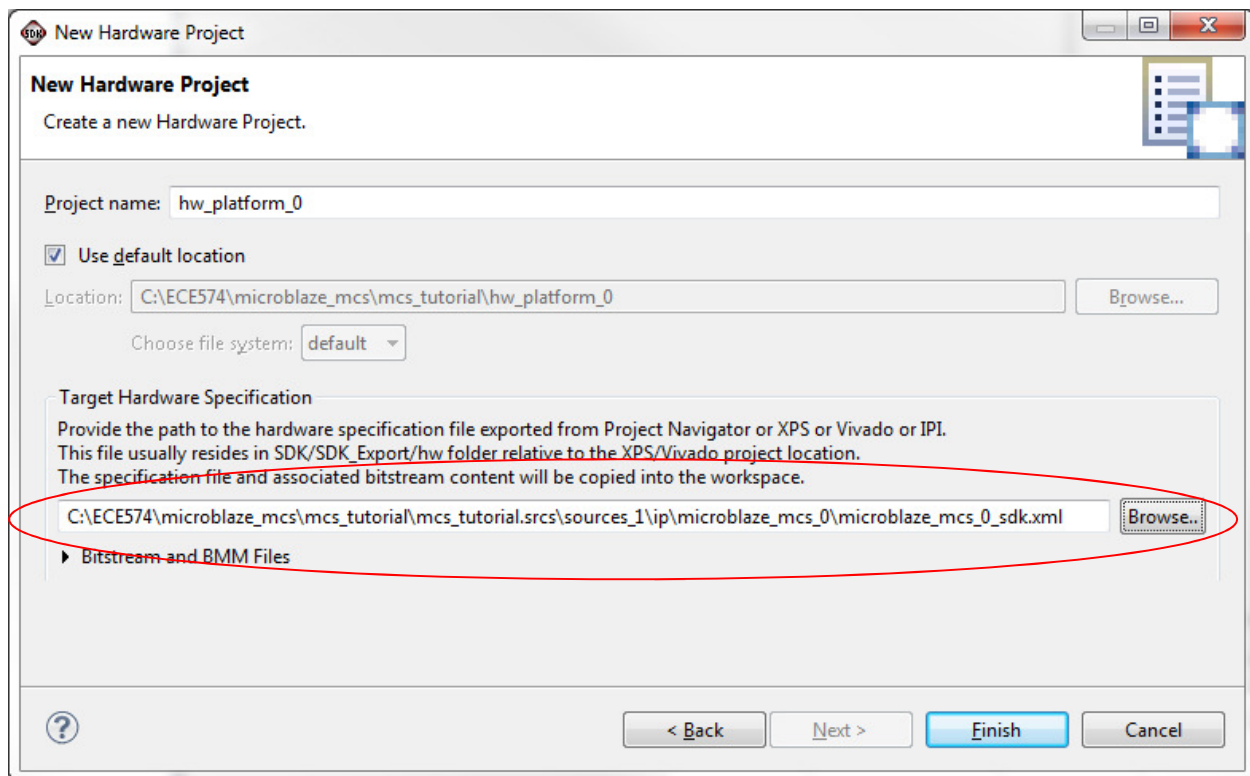 SDK New Hardware Project
New Hardware Project
Create a new Hardware Project.
Project name: hw_platform_0
Use default location
Location: C:\ECE574\microblaze_mcs\mcs_tutorial\hw_platform_0 Browse...
Choose file system: default
Target Hardware Specification
Provide the path to the hardware specification file exported from Project Navigator or XPS or Vivado or IPI.
This file usually resides in SDK/SDK_Export/hw folder relative to the XPS/Vivado project location.
The specification file and associated bitstream content will be copied into the workspace.
C:\ECE574\microblaze_mcs\mcs_tutorial\mcs_tutorial.srcs\sources_1\ip\microblaze_mcs_0\microblaze_mcs_0_sdk.xml Browse..
Bitstream and BMM Files
? < Back Next > Finish Cancel